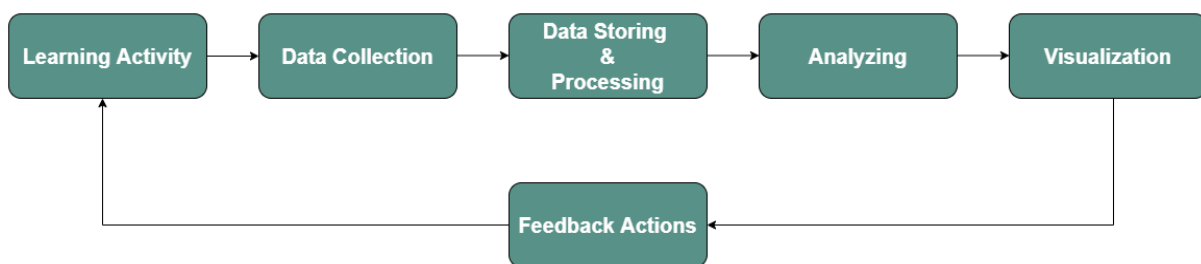 Learning Activity
Data Collection
Data Storing
&
Processing
Analyzing
Visualization
Feedback Actions